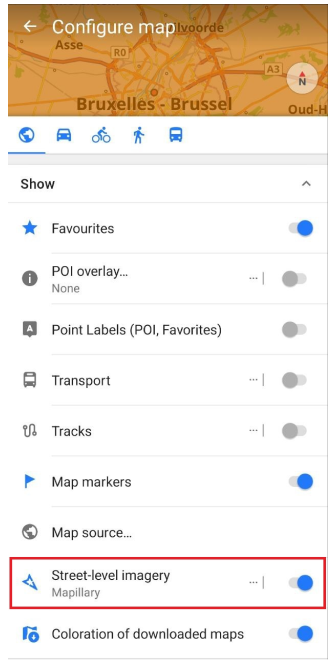 Configure map
ilvoorde
Asse
R0
A3
N
Bruxelles - Brussel
Oud-H
Show
Favourites
POI overlay...
None
A
Point Labels (POI, Favorites)
Transport
Tracks
Map markers
Map source...
Street-level imagery
Mapillary
Coloration of downloaded maps